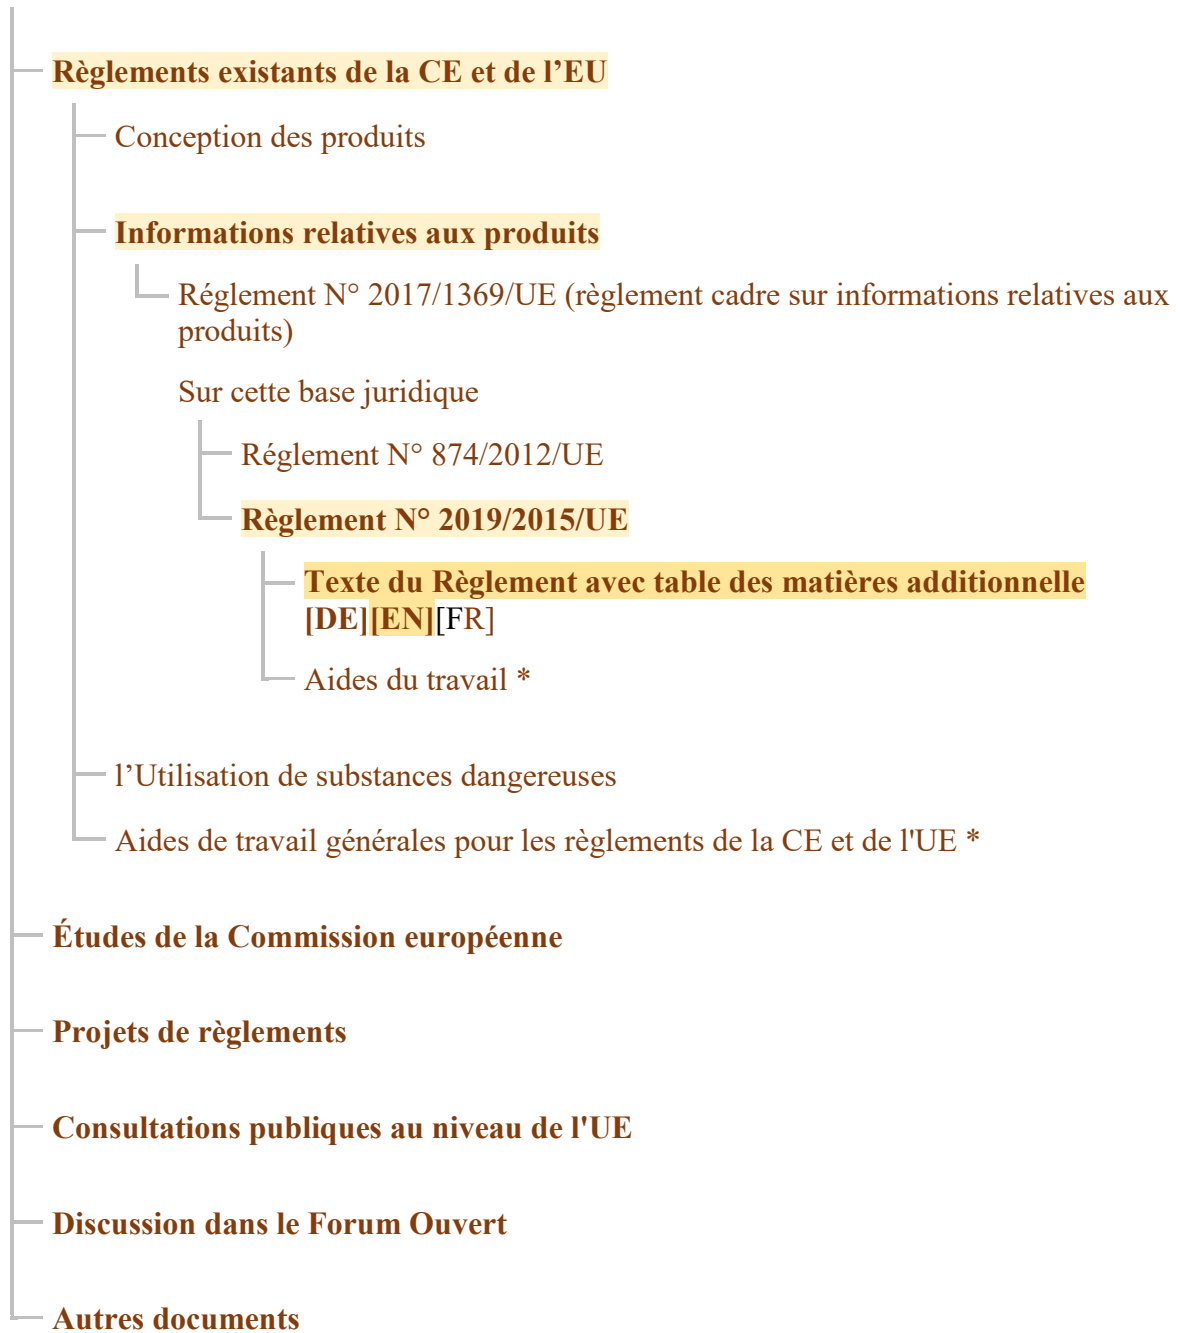 Règlements existants de la CE et de l’EU
Conception des produits
Informations relatives aux produits
Réglement N° 2017/1369/UE (règlement cadre sur informations relatives aux
produits)
Sur cette base juridique
Réglement N° 874/2012/UE
Règlement N° 2019/2015/UE
Texte du Règlement avec table des matières additionnelle
[DE][EN][FR]
Aides du travail *
l’Utilisation de substances dangereuses
Aides de travail générales pour les règlements de la CE et de l'UE *
Études de la Commission européenne
Projets de règlements
Consultations publiques au niveau de l'UE
Discussion dans le Forum Ouvert
Autres documents